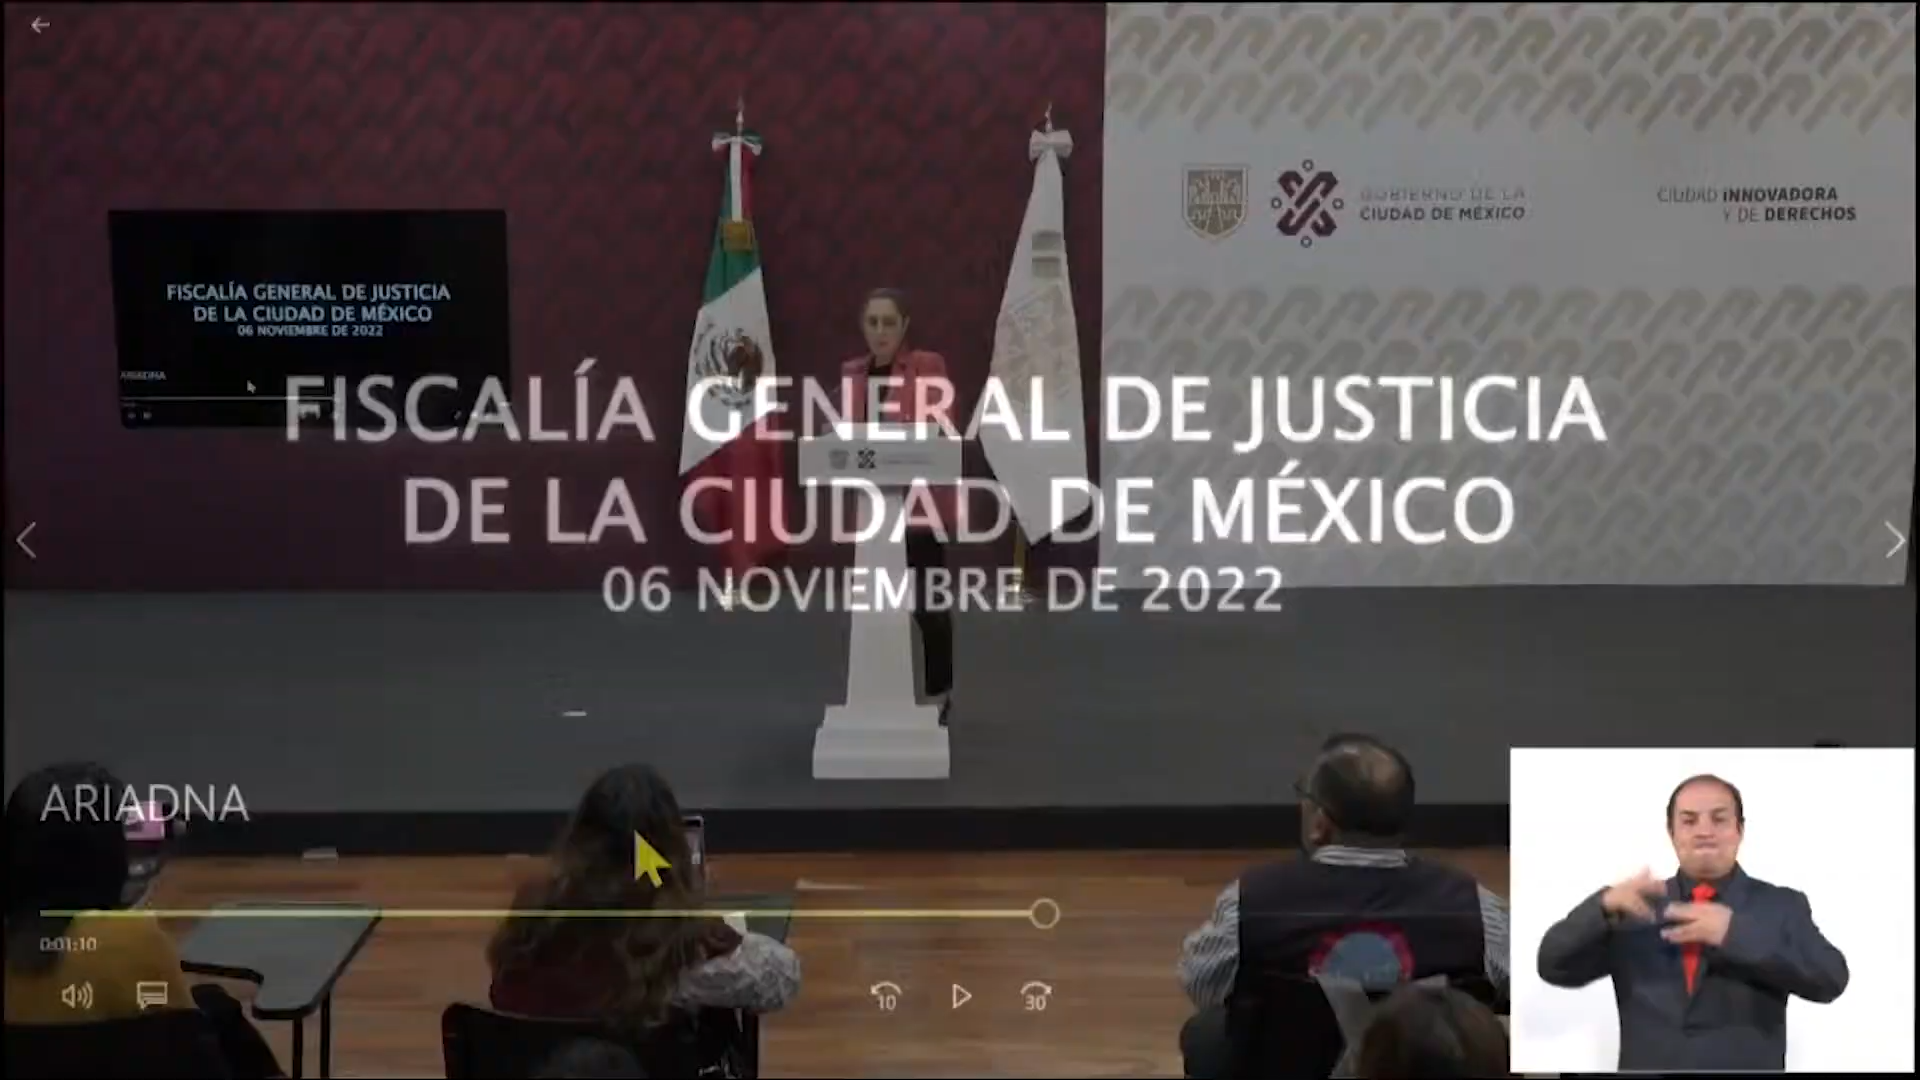 GOBIERNO DE LA
CIUDAD DE MÉXICO
CIUDAD INNOVADORA
Y DE DERECHOS
FISCALÍA GENERAL DE JUSTICIA
DE LA CIUDAD DE MÉXICO
06 NOVIEMBRE DE 2022
ARIADNA
FISCALÍA GENERAL DE JUSTICIA
DE LA CIUDAD DE MÉXICO
06 NOVIEMBRE DE 2022
ARIADNA
0:01:10
10
30